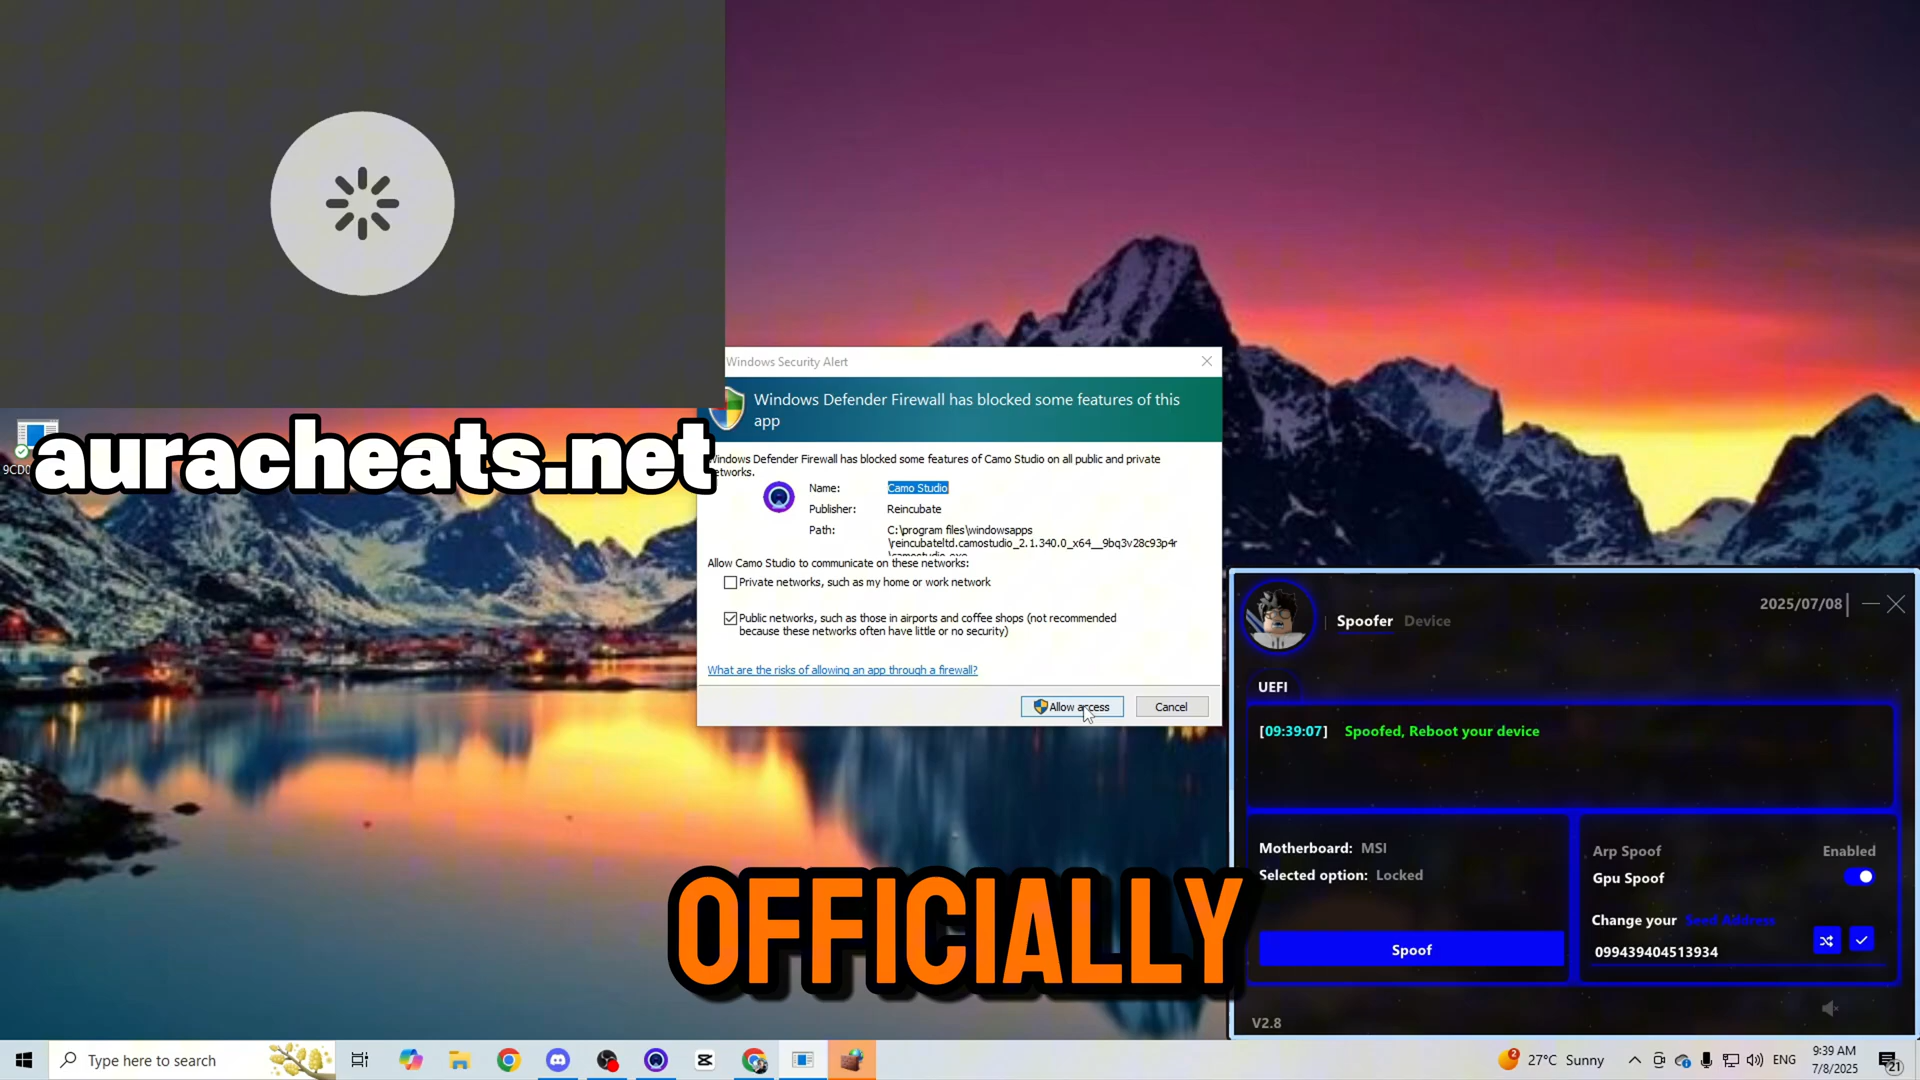 Windows Security Alert
Windows Defender Firewall has blocked some features of this
app
Windows Defender Firewall has blocked some features of Camo Studio on all public and private
networks.
Name: Camo Studio
Publisher: Reincubate
Path: C:\program files\windowsapps
\reincubateltd.camostudio_2.1.340.0_x64__9bq3v28c93p4r
\camostudio.exe
Allow Camo Studio to communicate on these networks:
Private networks, such as my home or work network
Public networks, such as those in airports and coffee shops (not recommended
because these networks often have little or no security)
What are the risks of allowing an app through a firewall?
Allow access
Cancel
auracheats.net
2025/07/08
Spoofer Device
UEFI
[09:39:07] Spoofed, Reboot your device
Motherboard: MSI
Selected option: Locked
Spoof
Arp Spoof Enabled
Gpu Spoof
Change your Seed Address
099439404513934
V2.8
OFFICIALLY
Type here to search
2
27°C Sunny
ENG
9:39 AM
7/8/2025
21